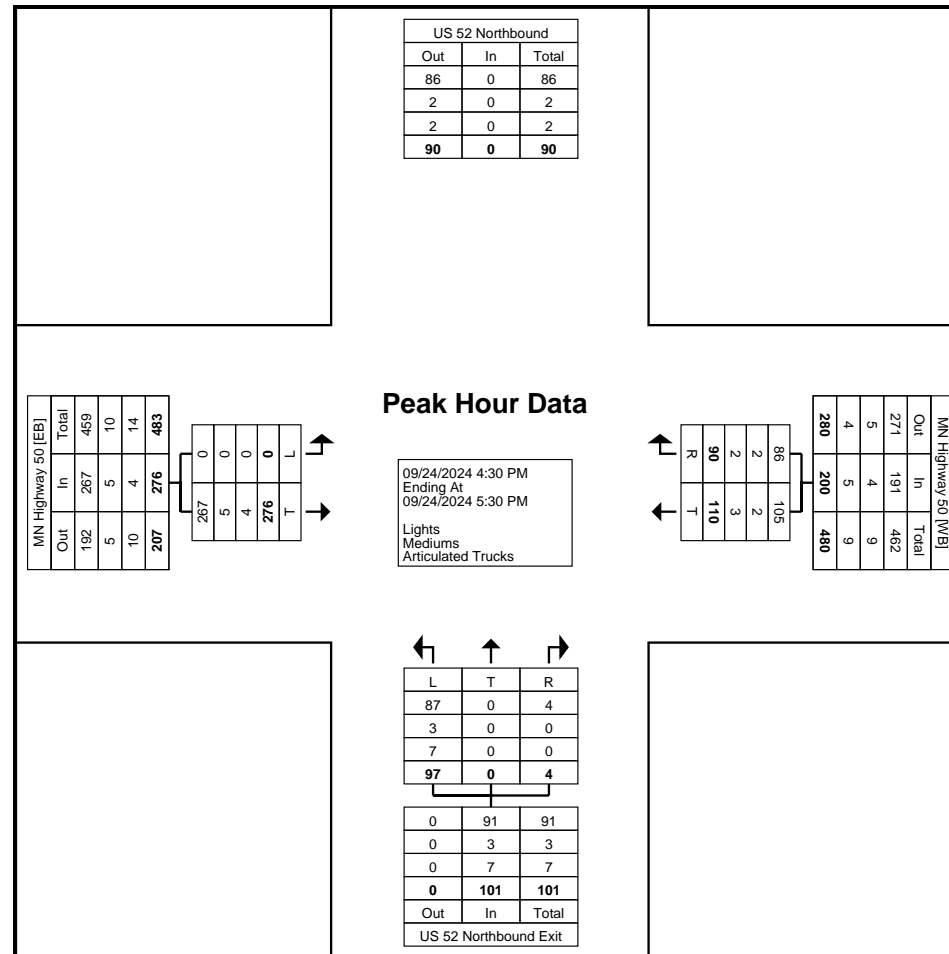 US 52 Northbound
Out In Total
86 0 86
2 0 2
2 0 2
90 0 90
MN Highway 50 [EB]
Out In Total
192 267 459
5 5 10
10 4 14
207 276 483
267 0
5 0
4 0
276 0
T L
Peak Hour Data
09/24/2024 4:30 PM
Ending At
09/24/2024 5:30 PM
Lights
Mediums
Articulated Trucks
MN Highway 50 [WB]
Out In Total
271 191 462
5 4 9
4 5 9
280 200 480
86 105
2 2
2 3
90 110
R T
L T R
87 0 4
3 0 0
7 0 0
97 0 4
0 91 91
0 3 3
0 7 7
0 101 101
Out In Total
US 52 Northbound Exit